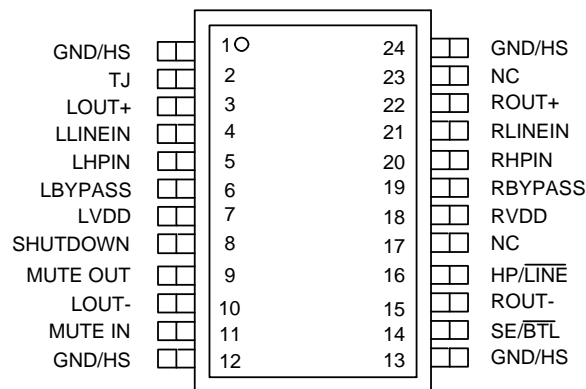 GND/HS 1 24 GND/HS
TJ 2 23 NC
LOUT+ 3 22 ROUT+
LLINEIN 4 21 RLINEIN
LHPIN 5 20 RHPIN
LBYPASS 6 19 RBYPASS
LVDD 7 18 RVDD
SHUTDOWN 8 17 NC
MUTE OUT 9 16 HP/LINE
LOUT- 10 15 ROUT-
MUTE IN 11 14 SE/BTL
GND/HS 12 13 GND/HS